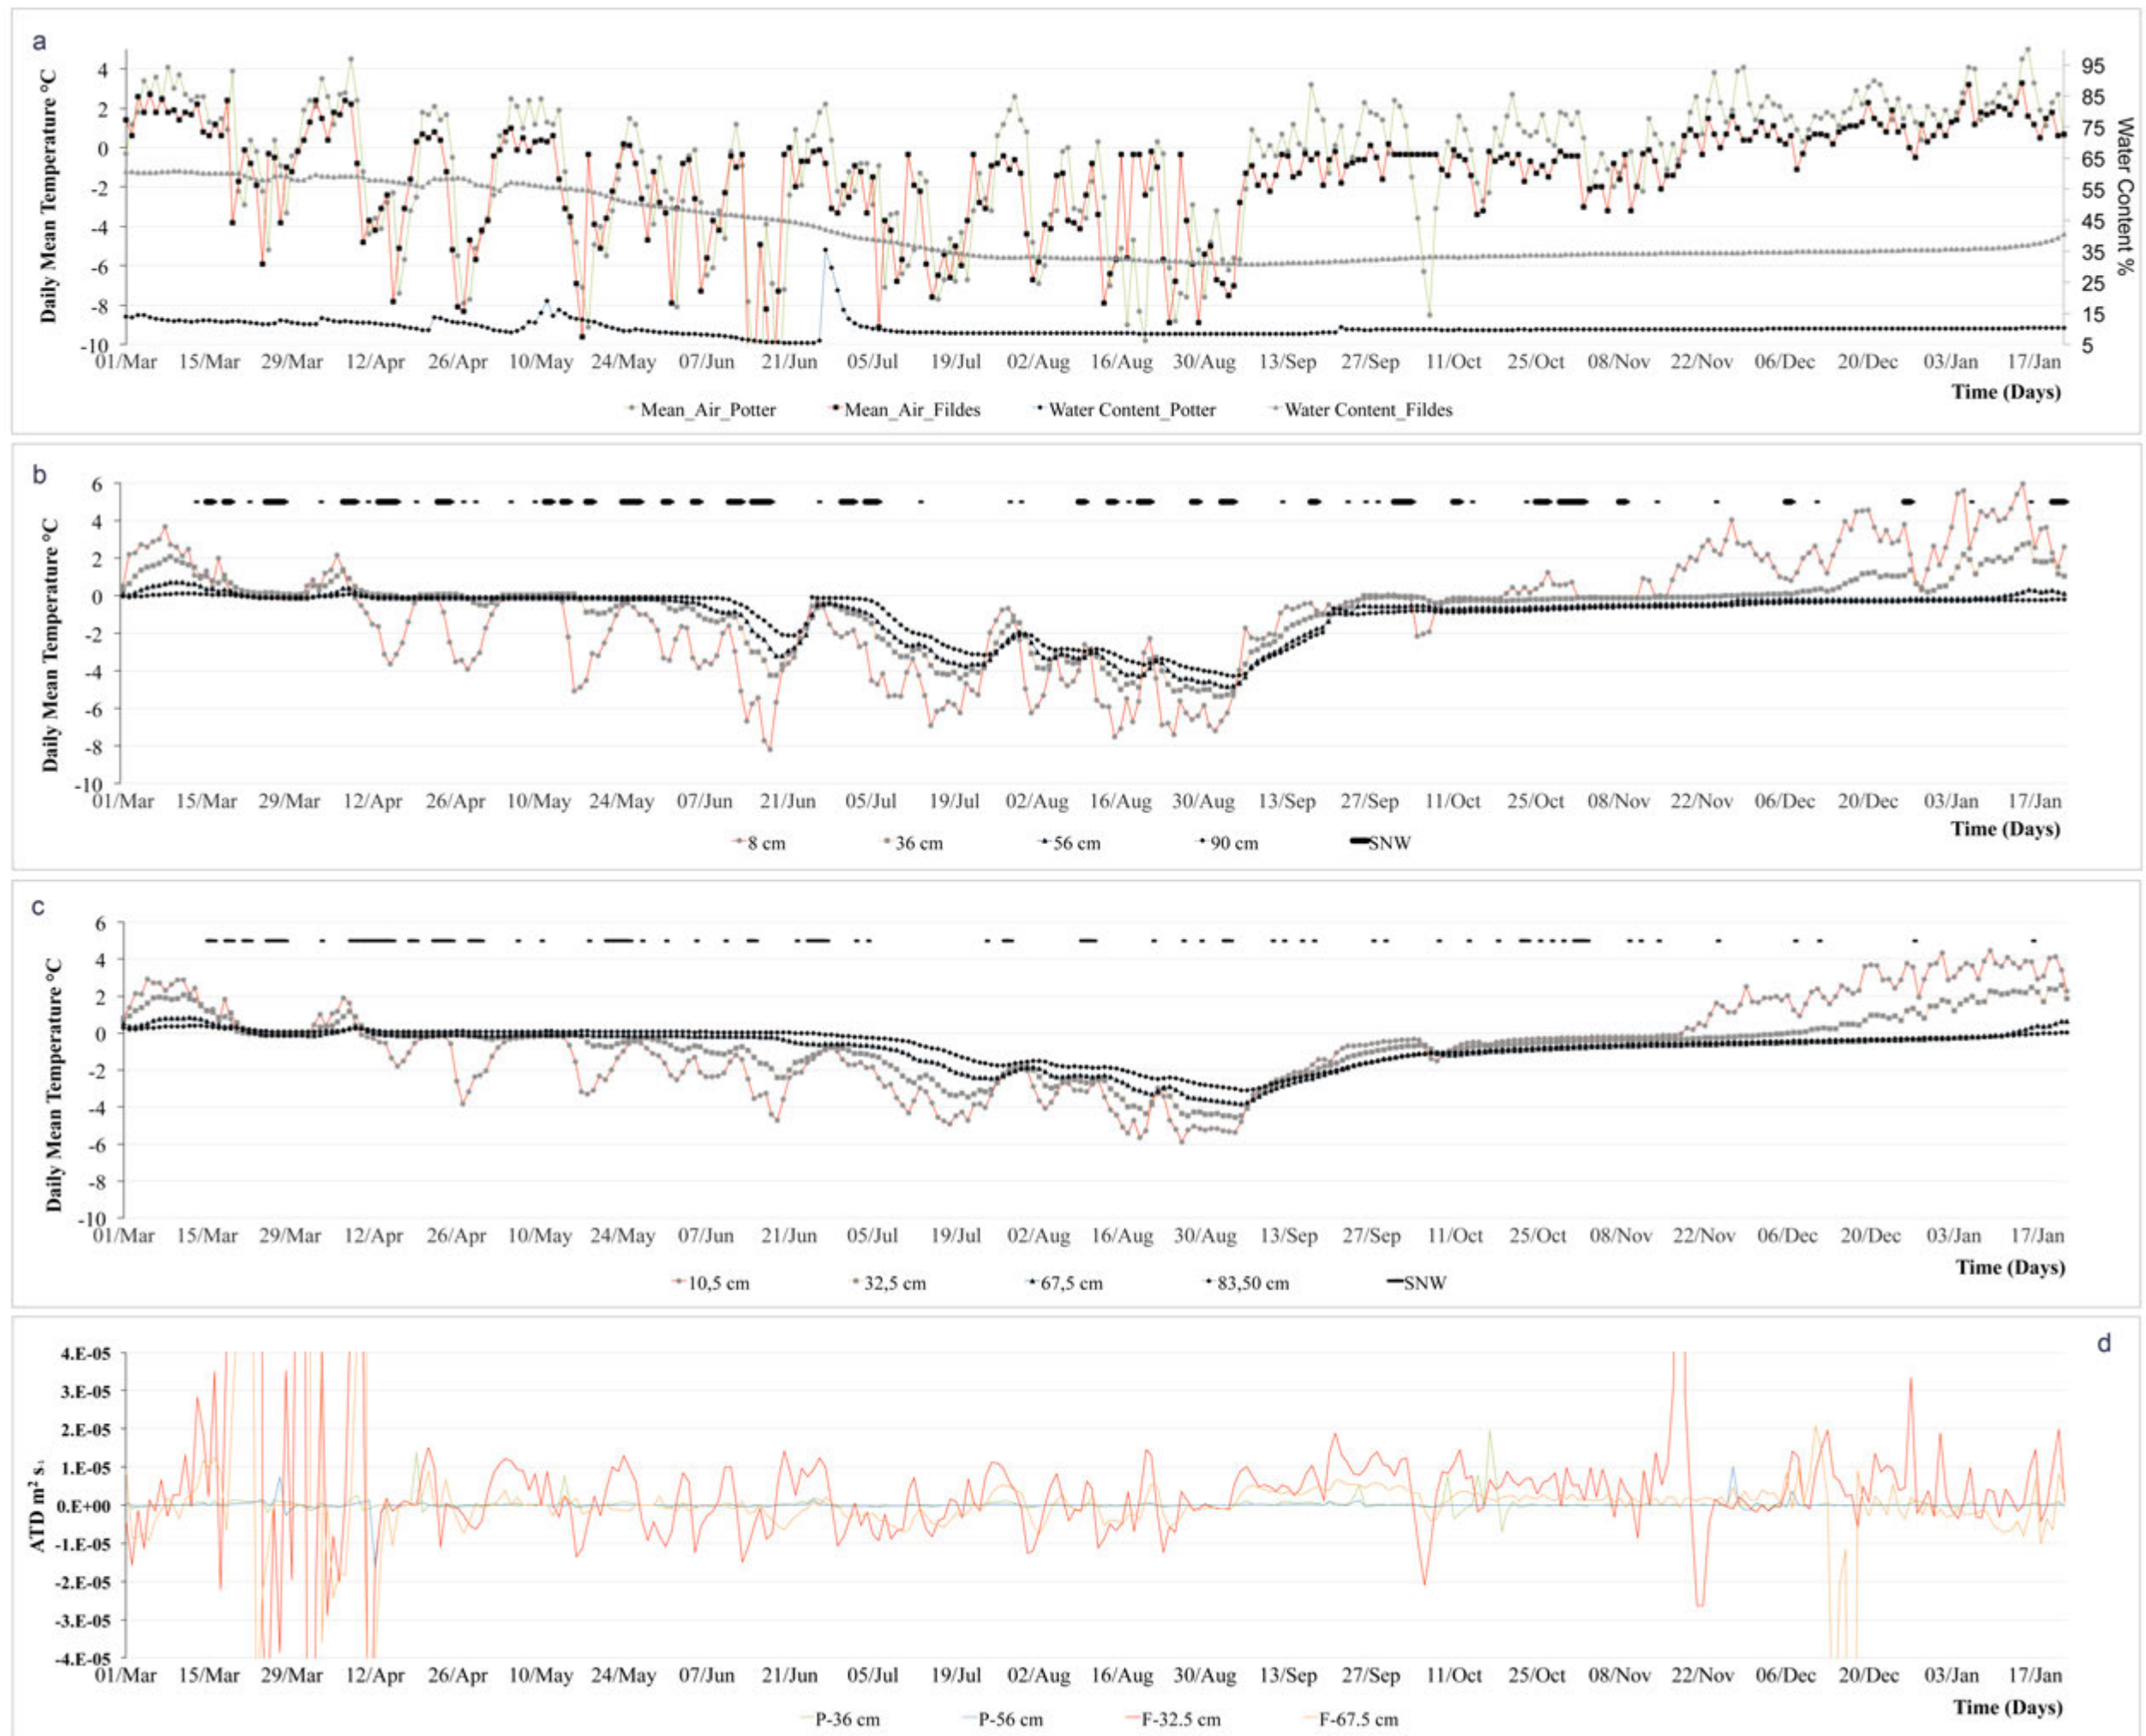 a
Daily Mean Temperature °C
4
2
0
-2
-4
-6
-8
-10
95
85
75
65
55
45
35
25
15
5
Water Content %
01/Mar 15/Mar 29/Mar 12/Apr 26/Apr 10/May 24/May 07/Jun 21/Jun 05/Jul 19/Jul 02/Aug 16/Aug 30/Aug 13/Sep 27/Sep 11/Oct 25/Oct 08/Nov 22/Nov 06/Dec 20/Dec 03/Jan 17/Jan
Time (Days)
Mean_Air_Potter Mean_Air_Fildes Water Content_Potter Water Content_Fildes
b
Daily Mean Temperature °C
6
4
2
0
-2
-4
-6
-8
-10
01/Mar 15/Mar 29/Mar 12/Apr 26/Apr 10/May 24/May 07/Jun 21/Jun 05/Jul 19/Jul 02/Aug 16/Aug 30/Aug 13/Sep 27/Sep 11/Oct 25/Oct 08/Nov 22/Nov 06/Dec 20/Dec 03/Jan 17/Jan
Time (Days)
8 cm 36 cm 56 cm 90 cm SNW
c
Daily Mean Temperature °C
6
4
2
0
-2
-4
-6
-8
-10
01/Mar 15/Mar 29/Mar 12/Apr 26/Apr 10/May 24/May 07/Jun 21/Jun 05/Jul 19/Jul 02/Aug 16/Aug 30/Aug 13/Sep 27/Sep 11/Oct 25/Oct 08/Nov 22/Nov 06/Dec 20/Dec 03/Jan 17/Jan
Time (Days)
10,5 cm 32,5 cm 67,5 cm 83,50 cm SNW
d
ATD m² s-1
4.E-05
3.E-05
2.E-05
1.E-05
0.E+00
-1.E-05
-2.E-05
-3.E-05
-4.E-05
01/Mar 15/Mar 29/Mar 12/Apr 26/Apr 10/May 24/May 07/Jun 21/Jun 05/Jul 19/Jul 02/Aug 16/Aug 30/Aug 13/Sep 27/Sep 11/Oct 25/Oct 08/Nov 22/Nov 06/Dec 20/Dec 03/Jan 17/Jan
Time (Days)
P-36 cm P-56 cm F-32.5 cm F-67.5 cm